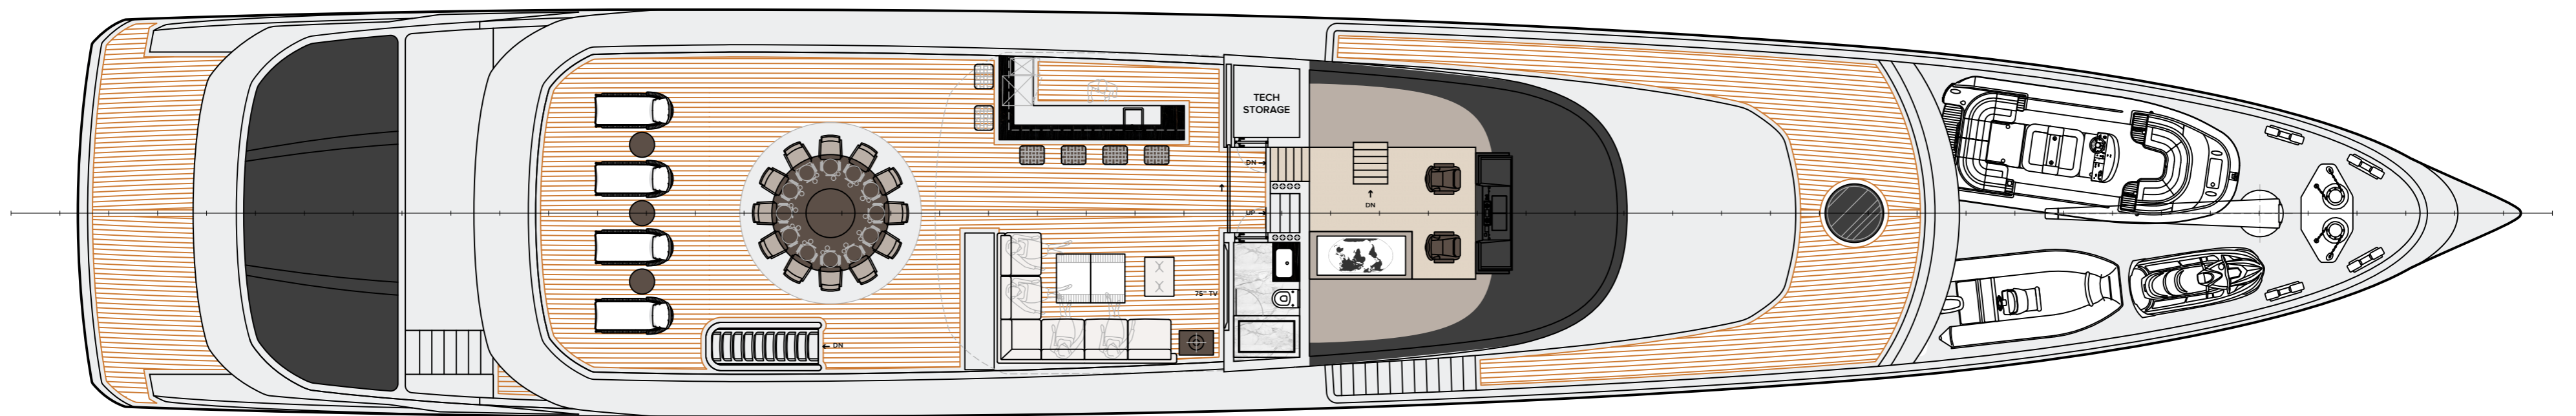 TECH
STORAGE
DN
UP
DN
75" TV
DN